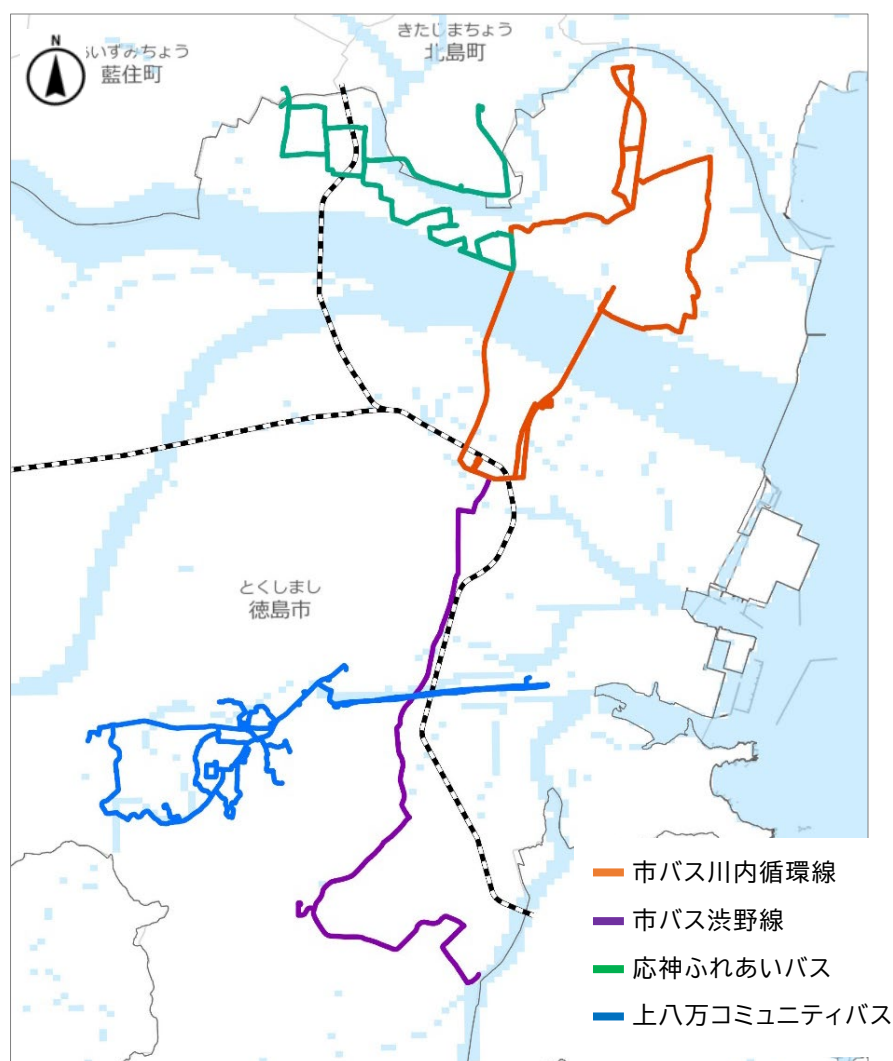 きたじまちょう
北島町
N
いずみちょう
藍住町
とくしまし
徳島市
市バス川内循環線
市バス渋野線
応神ふれあいバス
上八万コミュニティバス